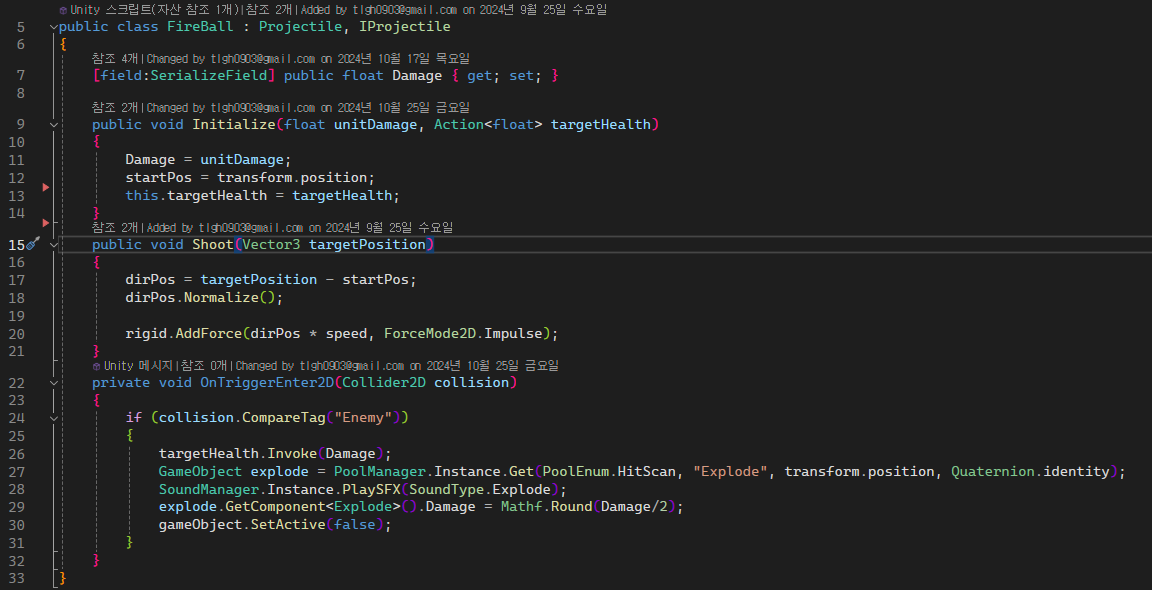 Unity 스크립트(자산 참조 1개)|참조 2개|Added by tlgh0903@gmail.com on 2024년 9월 25일 수요일
5 public class FireBall : Projectile, IProjectile
6 {
참조 4개|Changed by tlgh0903@gmail.com on 2024년 10월 17일 목요일
7 [field:SerializeField] public float Damage { get; set; }
8
참조 2개|Changed by tlgh0903@gmail.com on 2024년 10월 25일 금요일
9 public void Initialize(float unitDamage, Action<float> targetHealth)
10 {
11 Damage = unitDamage;
12 startPos = transform.position;
13 this.targetHealth = targetHealth;
14 }
참조 2개|Added by tlgh0903@gmail.com on 2024년 9월 25일 수요일
15 public void Shoot(Vector3 targetPosition)
16 {
17 dirPos = targetPosition - startPos;
18 dirPos.Normalize();
19
20 rigid.AddForce(dirPos * speed, ForceMode2D.Impulse);
21 }
Unity 메시지|참조 0개|Changed by tlgh0903@gmail.com on 2024년 10월 25일 금요일
22 private void OnTriggerEnter2D(Collider2D collision)
23 {
24 if (collision.CompareTag("Enemy"))
25 {
26 targetHealth.Invoke(Damage);
27 GameObject explode = PoolManager.Instance.Get(PoolEnum.HitScan, "Explode", transform.position, Quaternion.identity);
28 SoundManager.Instance.PlaySFX(SoundType.Explode);
29 explode.GetComponent<Explode>().Damage = Mathf.Round(Damage/2);
30 gameObject.SetActive(false);
31 }
32 }
33 }